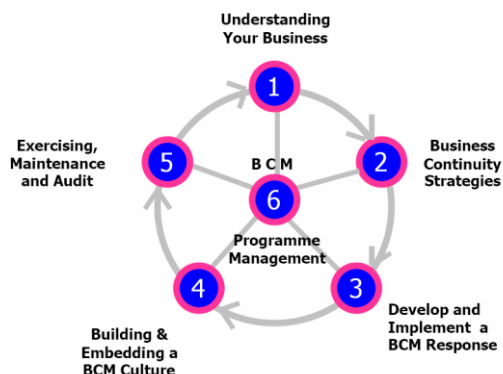 Understanding
Your Business
1
Exercising,
Maintenance
and Audit
5
B C M
6
Programme
Management
2
Business
Continuity
Strategies
4
Building &
Embedding a
BCM Culture
3
Develop and
Implement a
BCM Response